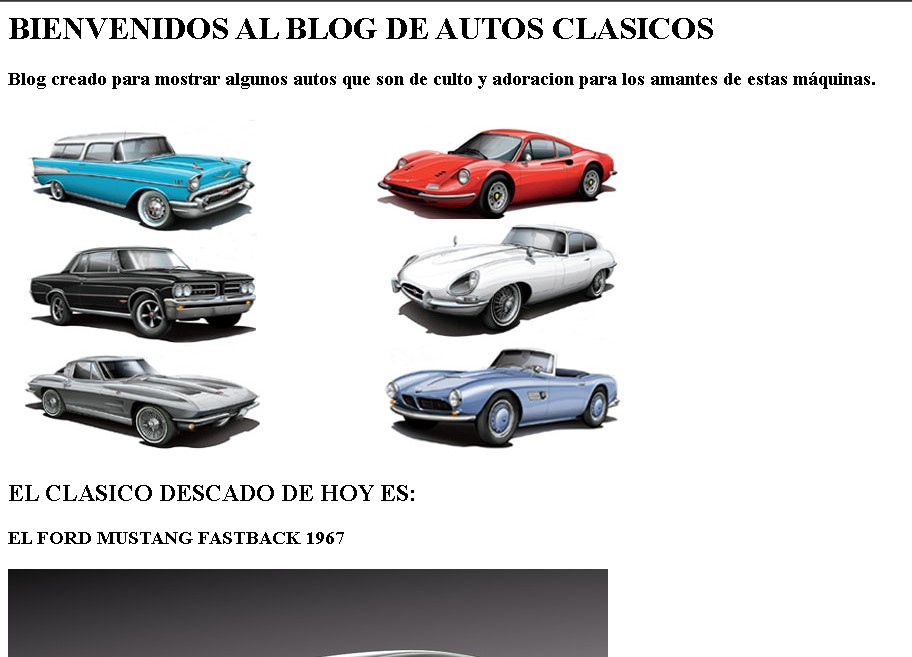 BIENVENIDOS AL BLOG DE AUTOS CLASICOS
Blog creado para mostrar algunos autos que son de culto y adoracion para los amantes de estas máquinas.
EL CLASICO DESCADO DE HOY ES:
EL FORD MUSTANG FASTBACK 1967